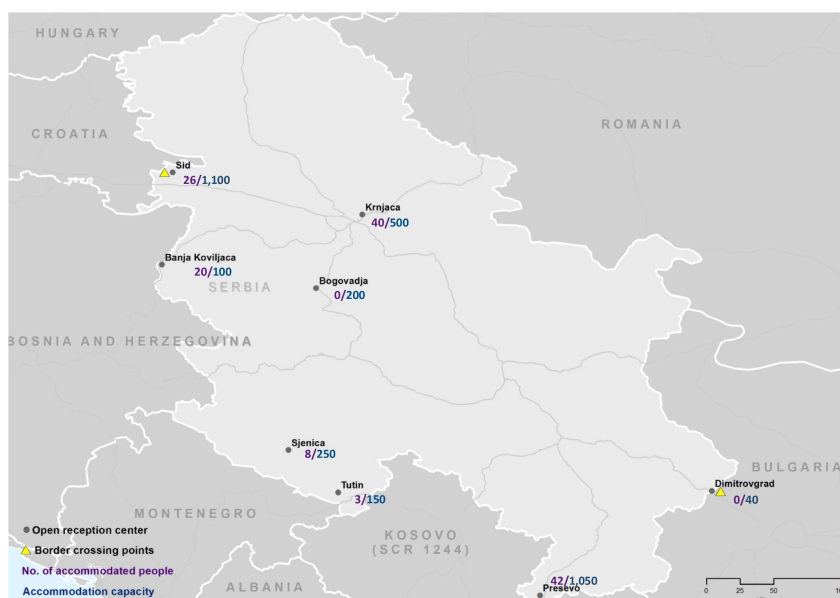 HUNGARY
CROATIA
ROMANIA
Sid
26/1,100
Krnjaca
40/500
Banja Koviljaca
20/100
SERBIA
Bogovadja
0/200
BOSNIA AND HERZEGOVINA
Sjenica
8/250
Tutin
3/150
BULGARIA
Dimitrovgrad
0/40
MONTENEGRO
KOSOVO
(SCR 1244)
Open reception center
Border crossing points
No. of accommodated people
Accommodation capacity
ALBANIA
42/1,050
Presevo
0 25 50